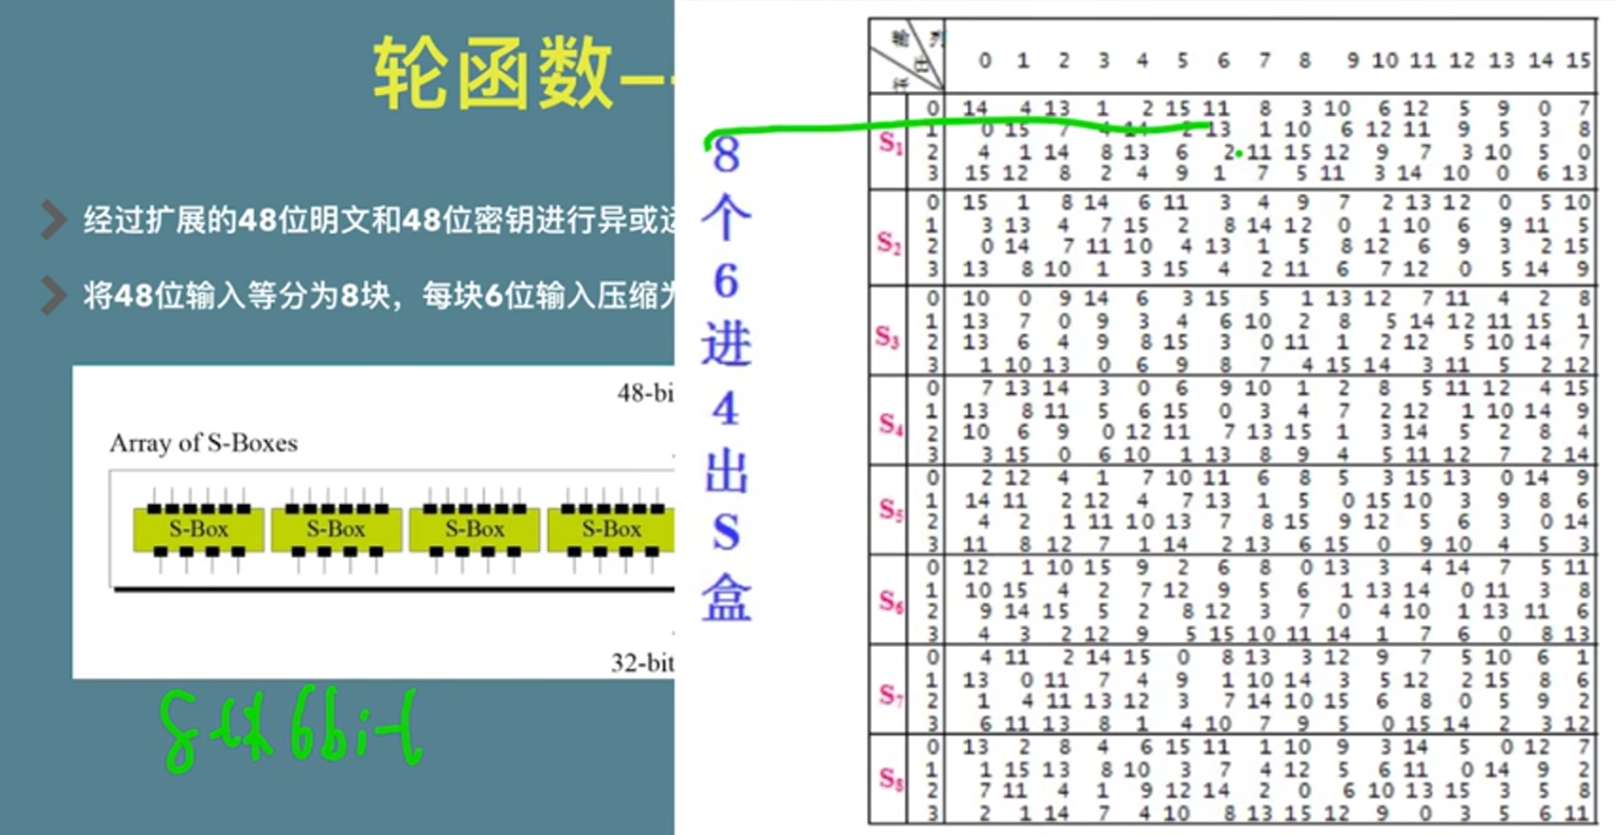 轮函数—
经过扩展的48位明文和48位密钥进行异或运
将48位输入等分为8块，每块6位输入压缩为
48-bi
Array of S-Boxes
S-Box S-Box S-Box S-Box
32-bit
8块6bit
8个6进4出S盒
输出 列
行
0 1 2 3 4 5 6 7 8 9 10 11 12 13 14 15
S1
0 14 4 13 1 2 15 11 8 3 10 6 12 5 9 0 7
1 0 15 7 4 14 2 13 1 10 6 12 11 9 5 3 8
2 4 1 14 8 13 6 2 11 15 12 9 7 3 10 5 0
3 15 12 8 2 4 9 1 7 5 11 3 14 10 0 6 13
S2
0 15 1 8 14 6 11 3 4 9 7 2 13 12 0 5 10
1 3 13 4 7 15 2 8 14 12 0 1 10 6 9 11 5
2 0 14 7 11 10 4 13 1 5 8 12 6 9 3 2 15
3 13 8 10 1 3 15 4 2 11 6 7 12 0 5 14 9
S3
0 10 0 9 14 6 3 15 5 1 13 12 7 11 4 2 8
1 13 7 0 9 3 4 6 10 2 8 5 14 12 11 15 1
2 13 6 4 9 8 15 3 0 11 1 2 12 5 10 14 7
3 1 10 13 0 6 9 8 7 4 15 14 3 11 5 2 12
S4
0 7 13 14 3 0 6 9 10 1 2 8 5 11 12 4 15
1 13 8 11 5 6 15 0 3 4 7 2 12 1 10 14 9
2 10 6 9 0 12 11 7 13 15 1 3 14 5 2 8 4
3 3 15 0 6 10 1 13 8 9 4 5 11 12 7 2 14
S5
0 2 12 4 1 7 10 11 6 8 5 3 15 13 0 14 9
1 14 11 2 12 4 7 13 1 5 0 15 10 3 9 8 6
2 4 2 1 11 10 13 7 8 15 9 12 5 6 3 0 14
3 11 8 12 7 1 14 2 13 6 15 0 9 10 4 5 3
S6
0 12 1 10 15 9 2 6 8 0 13 3 4 14 7 5 11
1 10 15 4 2 7 12 9 5 6 1 13 14 0 11 3 8
2 9 14 15 5 2 8 12 3 7 0 4 10 1 13 11 6
3 4 3 2 12 9 5 15 10 11 14 1 7 6 0 8 13
S7
0 4 11 2 14 15 0 8 13 3 12 9 7 5 10 6 1
1 13 0 11 7 4 9 1 10 14 3 5 12 2 15 8 6
2 1 4 11 13 12 3 7 14 10 15 6 8 0 5 9 2
3 6 11 13 8 1 4 10 7 9 5 0 15 14 2 3 12
S8
0 13 2 8 4 6 15 11 1 10 9 3 14 5 0 12 7
1 1 15 13 8 10 3 7 4 12 5 6 11 0 14 9 2
2 7 11 4 1 9 12 14 2 0 6 10 13 15 3 5 8
3 2 1 14 7 4 10 8 13 15 12 9 0 3 5 6 11